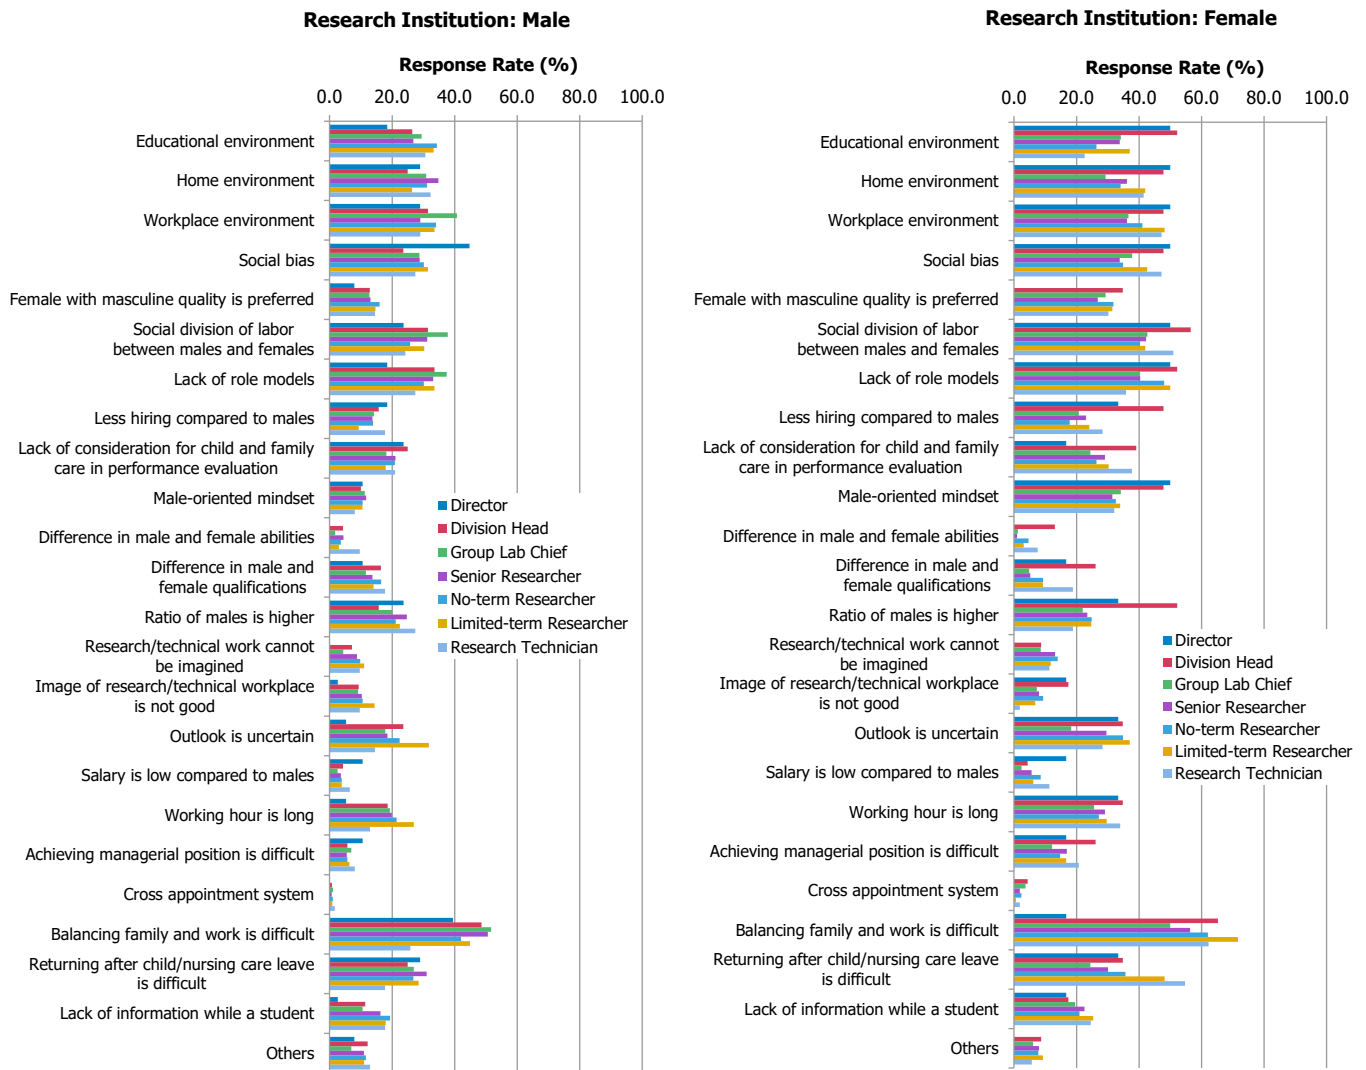 Research Institution: Male
Response Rate (%)
0.0 20.0 40.0 60.0 80.0 100.0
Educational environment
Home environment
Workplace environment
Social bias
Female with masculine quality is preferred
Social division of labor
between males and females
Lack of role models
Less hiring compared to males
Lack of consideration for child and family
care in performance evaluation
Male-oriented mindset
Difference in male and female abilities
Difference in male and
female qualifications
Ratio of males is higher
Research/technical work cannot
be imagined
Image of research/technical workplace
is not good
Outlook is uncertain
Salary is low compared to males
Working hour is long
Achieving managerial position is difficult
Cross appointment system
Balancing family and work is difficult
Returning after child/nursing care leave
is difficult
Lack of information while a student
Others
Director
Division Head
Group Lab Chief
Senior Researcher
No-term Researcher
Limited-term Researcher
Research Technician
Research Institution: Female
Response Rate (%)
0.0 20.0 40.0 60.0 80.0 100.0
Educational environment
Home environment
Workplace environment
Social bias
Female with masculine quality is preferred
Social division of labor
between males and females
Lack of role models
Less hiring compared to males
Lack of consideration for child and family
care in performance evaluation
Male-oriented mindset
Difference in male and female abilities
Difference in male and
female qualifications
Ratio of males is higher
Research/technical work cannot
be imagined
Image of research/technical workplace
is not good
Outlook is uncertain
Salary is low compared to males
Working hour is long
Achieving managerial position is difficult
Cross appointment system
Balancing family and work is difficult
Returning after child/nursing care leave
is difficult
Lack of information while a student
Others
Director
Division Head
Group Lab Chief
Senior Researcher
No-term Researcher
Limited-term Researcher
Research Technician